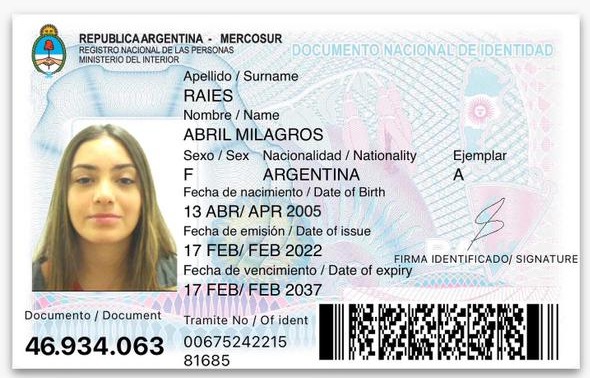 REPUBLICA ARGENTINA - MERCOSUR
REGISTRO NACIONAL DE LAS PERSONAS
MINISTERIO DEL INTERIOR
DOCUMENTO NACIONAL DE IDENTIDAD
Apellido / Surname
RAIES
Nombre / Name
ABRIL MILAGROS
Sexo / Sex Nacionalidad / Nationality Ejemplar
F ARGENTINA A
Fecha de nacimiento / Date of Birth
13 ABR/ APR 2005
Fecha de emisión / Date of issue
17 FEB/ FEB 2022
Fecha de vencimiento / Date of expiry
17 FEB/ FEB 2037
FIRMA IDENTIFICADO/ SIGNATURE
Documento / Document
46.934.063
Tramite No / Of ident
00675242215
81685